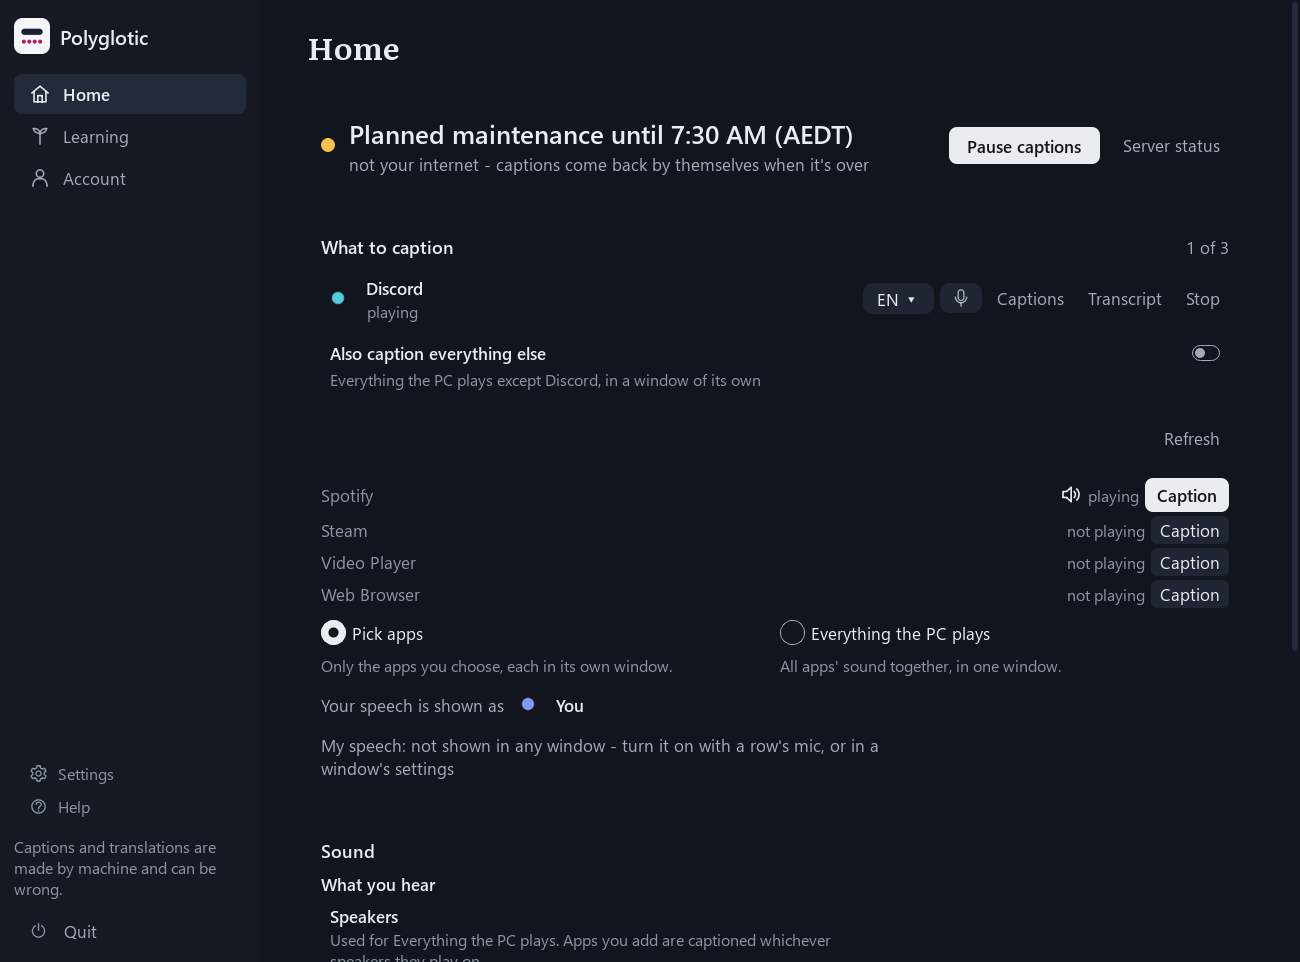 Polyglotic
Home
Learning
Account
Settings
Help
Captions and translations are
made by machine and can be
wrong.
Quit
Home
Planned maintenance until 7:30 AM (AEDT)
not your internet - captions come back by themselves when it's over
Pause captions
Server status
What to caption
1 of 3
Discord
playing
EN
Captions
Transcript
Stop
Also caption everything else
Everything the PC plays except Discord, in a window of its own
Refresh
Spotify
playing
Caption
Steam
not playing
Caption
Video Player
not playing
Caption
Web Browser
not playing
Caption
Pick apps
Only the apps you choose, each in its own window.
Everything the PC plays
All apps' sound together, in one window.
Your speech is shown as
You
My speech: not shown in any window - turn it on with a row's mic, or in a
window's settings
Sound
What you hear
Speakers
Used for Everything the PC plays. Apps you add are captioned whichever
speakers they play on.